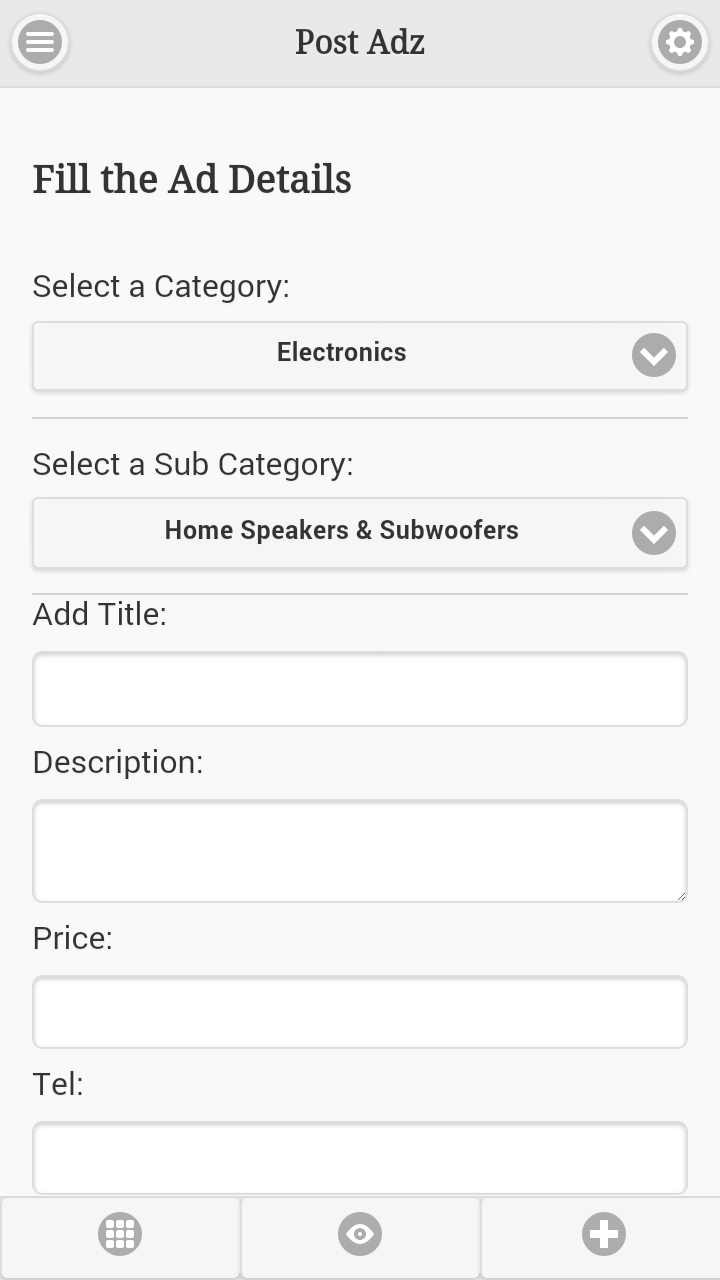 Post Adz
Fill the Ad Details
Select a Category:
Electronics
Select a Sub Category:
Home Speakers & Subwoofers
Add Title:
Description:
Price:
Tel: